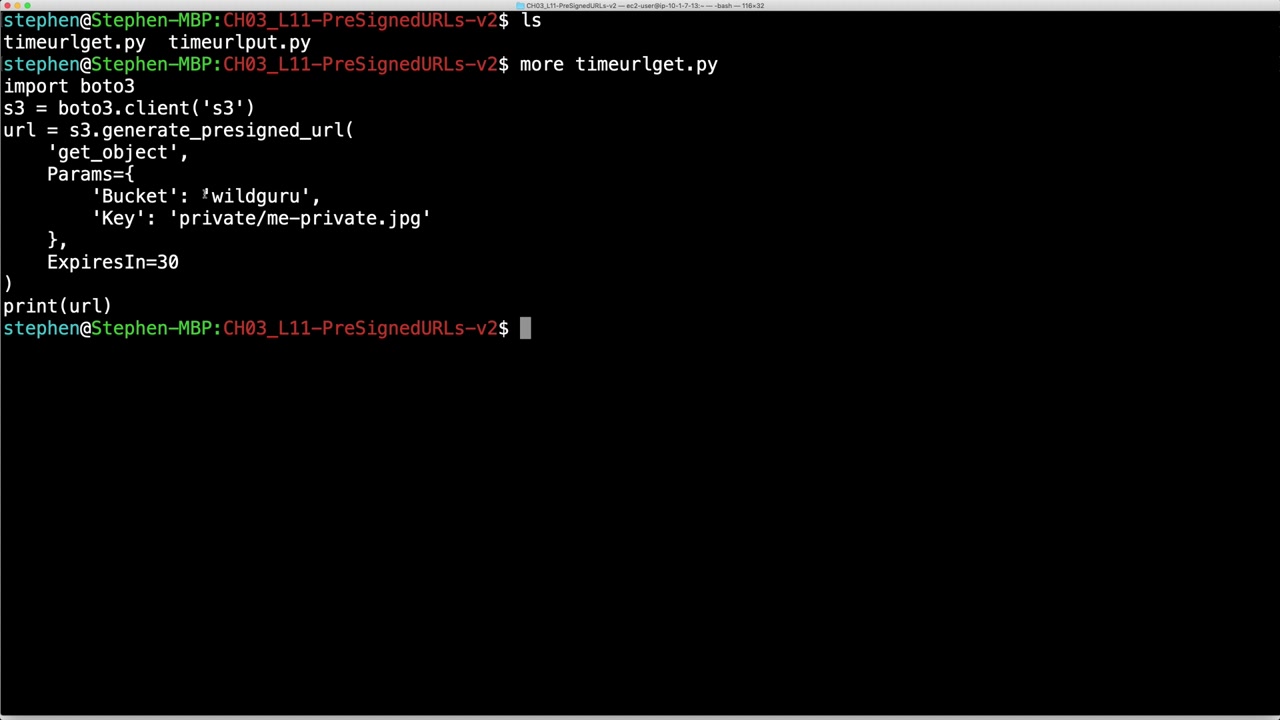 CH03_L11-PreSignedURLs-v2 — ec2-user@ip-10-1-7-13:~ — -bash — 116×32
stephen@Stephen-MBP:CH03_L11-PreSignedURLs-v2$ ls
timeurlget.py  timeurlput.py
stephen@Stephen-MBP:CH03_L11-PreSignedURLs-v2$ more timeurlget.py
import boto3
s3 = boto3.client('s3')
url = s3.generate_presigned_url(
    'get_object',
    Params={
        'Bucket': 'wildguru',
        'Key': 'private/me-private.jpg'
    },
    ExpiresIn=30
)
print(url)
stephen@Stephen-MBP:CH03_L11-PreSignedURLs-v2$